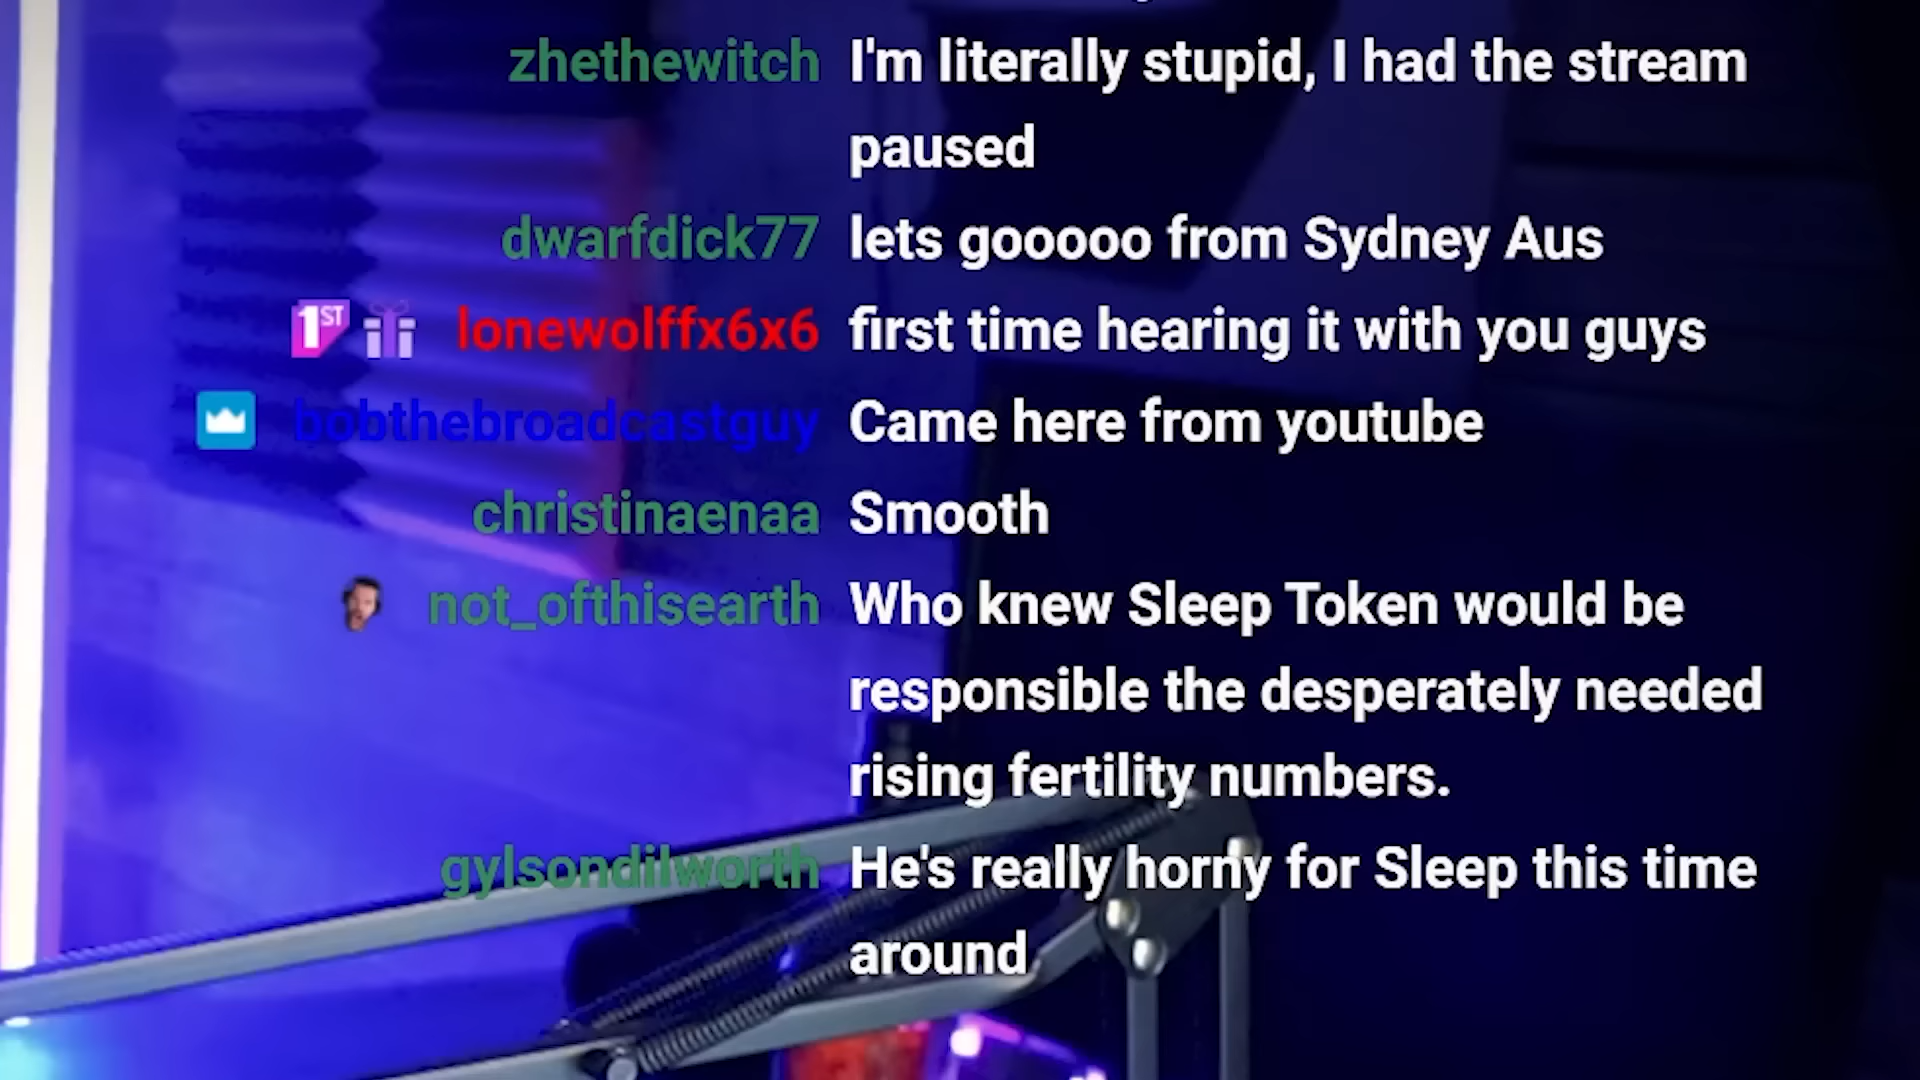 zhethewitch I'm literally stupid, I had the stream
paused
dwarfdick77 lets gooooo from Sydney Aus
1ST lonewolffx6x6 first time hearing it with you guys
bobthebroadcastguy Came here from youtube
christinaenaa Smooth
not_ofthisearth Who knew Sleep Token would be
responsible the desperately needed
rising fertility numbers.
gylsondilworth He's really horny for Sleep this time
around